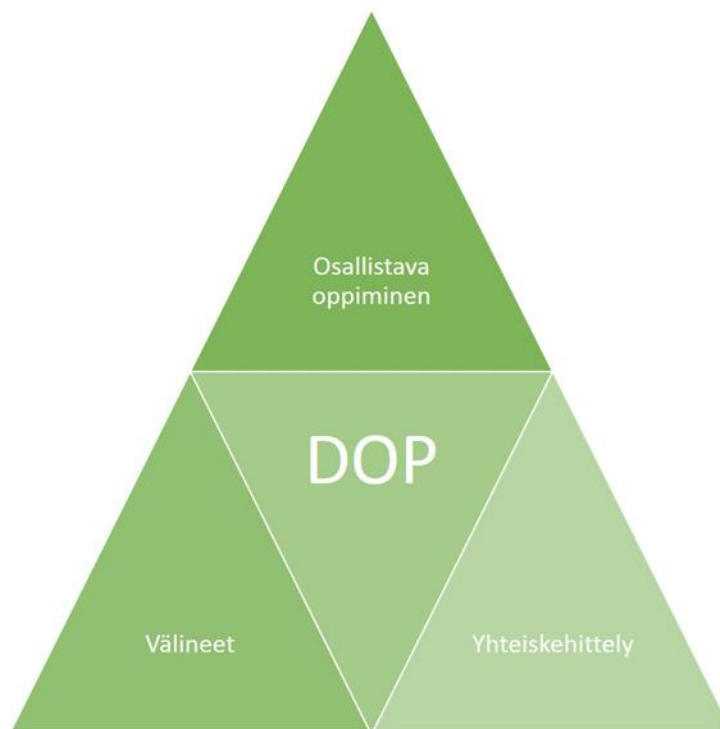 Osallistava
oppiminen
DOP
Välineet
Yhteiskehittely